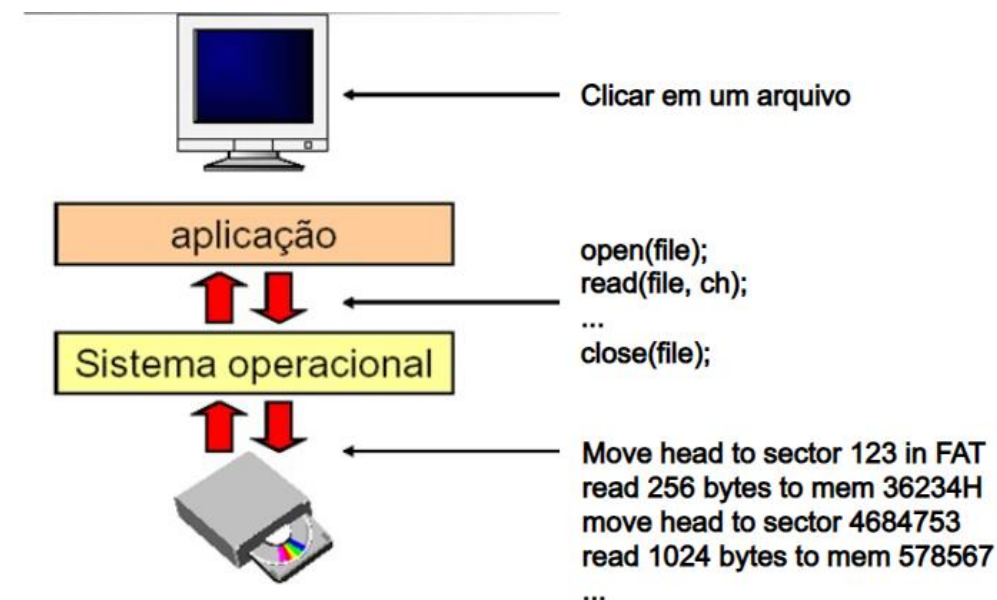 Clicar em um arquivo
aplicação
open(file);
read(file, ch);
...
close(file);
Sistema operacional
Move head to sector 123 in FAT
read 256 bytes to mem 36234H
move head to sector 4684753
read 1024 bytes to mem 578567
...